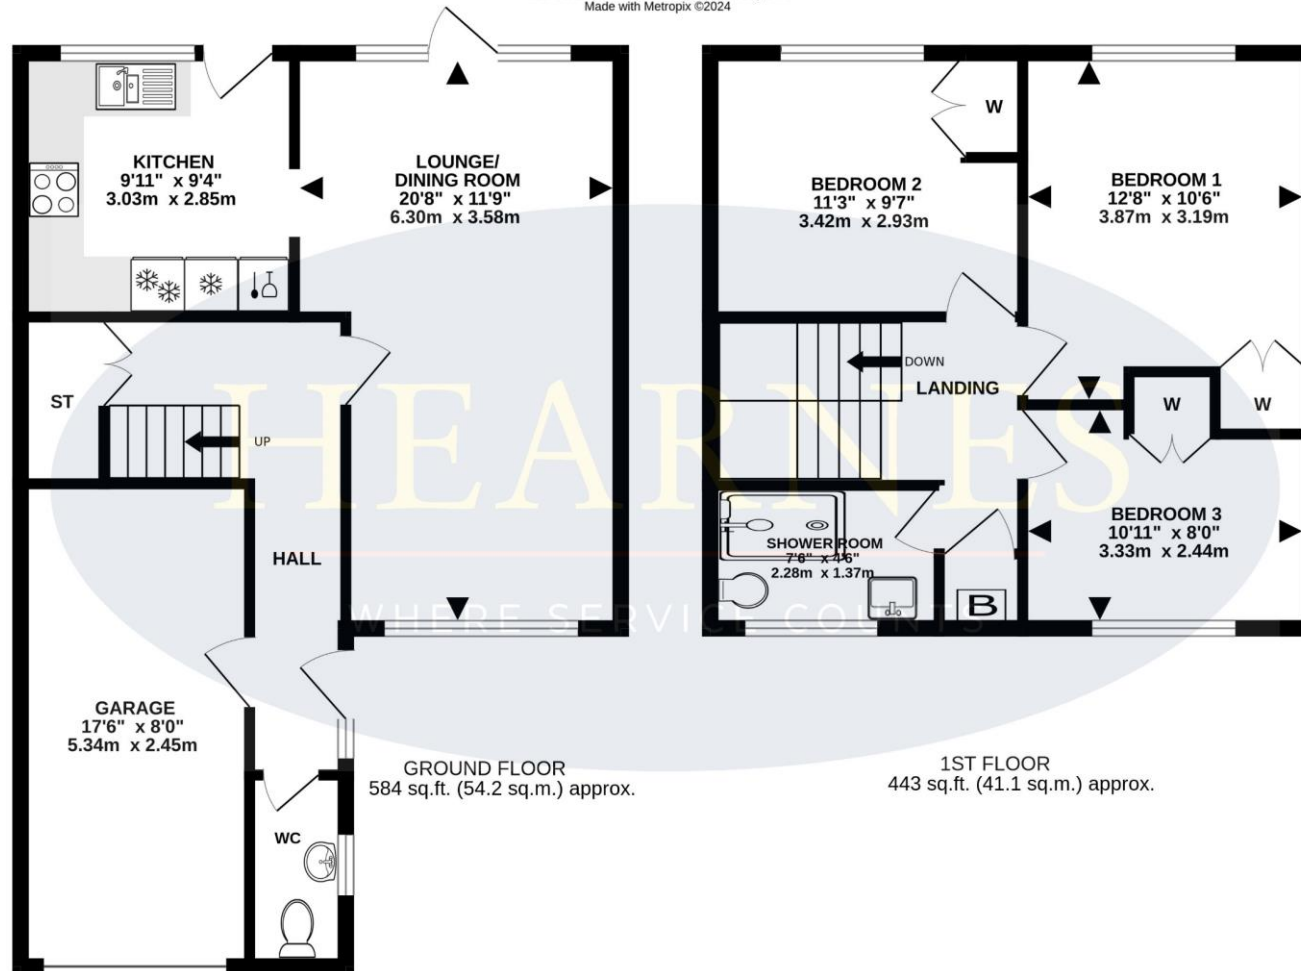 Made with Metropix ©2024
KITCHEN
9'11" x 9'4"
3.03m x 2.85m
LOUNGE/
DINING ROOM
20'8" x 11'9"
6.30m x 3.58m
ST
UP
HALL
GARAGE
17'6" x 8'0"
5.34m x 2.45m
WC
GROUND FLOOR
584 sq.ft. (54.2 sq.m.) approx.
BEDROOM 2
11'3" x 9'7"
3.42m x 2.93m
W
BEDROOM 1
12'8" x 10'6"
3.87m x 3.19m
DOWN
LANDING
W
W
BEDROOM 3
10'11" x 8'0"
3.33m x 2.44m
SHOWER ROOM
7'6" x 4'6"
2.28m x 1.37m
B
1ST FLOOR
443 sq.ft. (41.1 sq.m.) approx.
HEARNES
WHERE SERVICE COUNTS